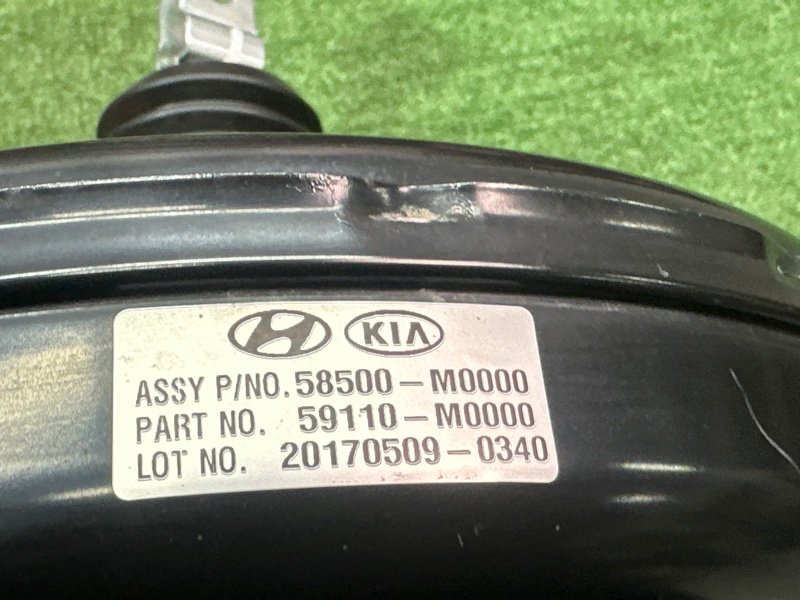 KIA
ASSY P/NO. 58500-M0000
PART NO. 59110-M0000
LOT NO. 20170509-0340